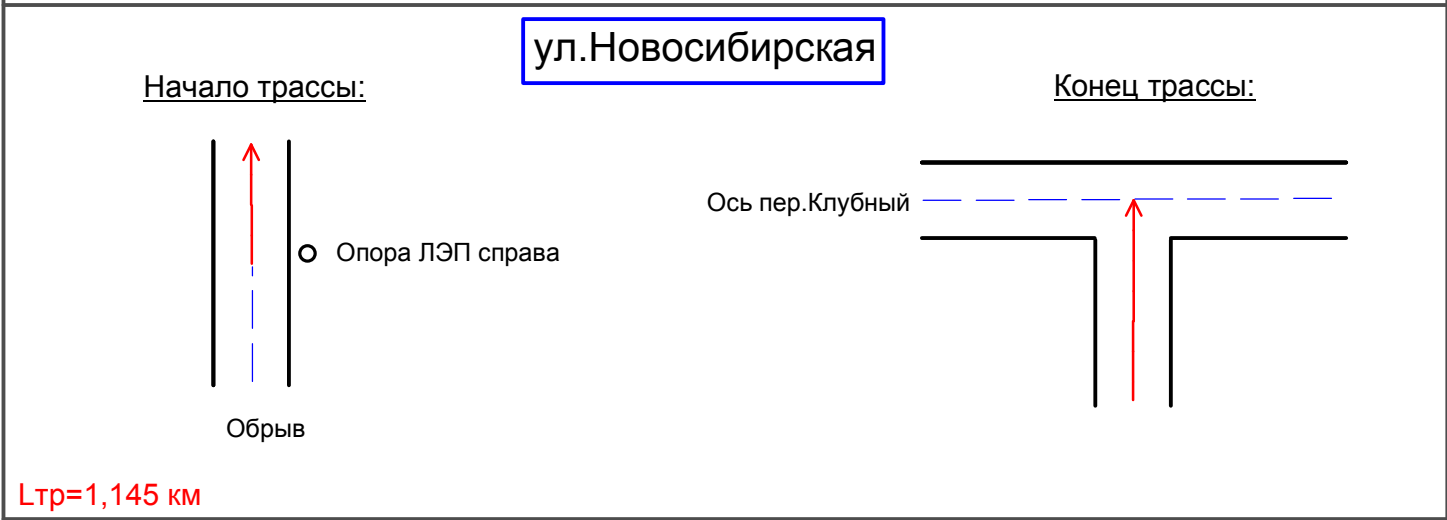 ул.Новосибирская
Начало трассы:
Конец трассы:
Ось пер.Клубный
Опора ЛЭП справа
Обрыв
Lтр=1,145 км